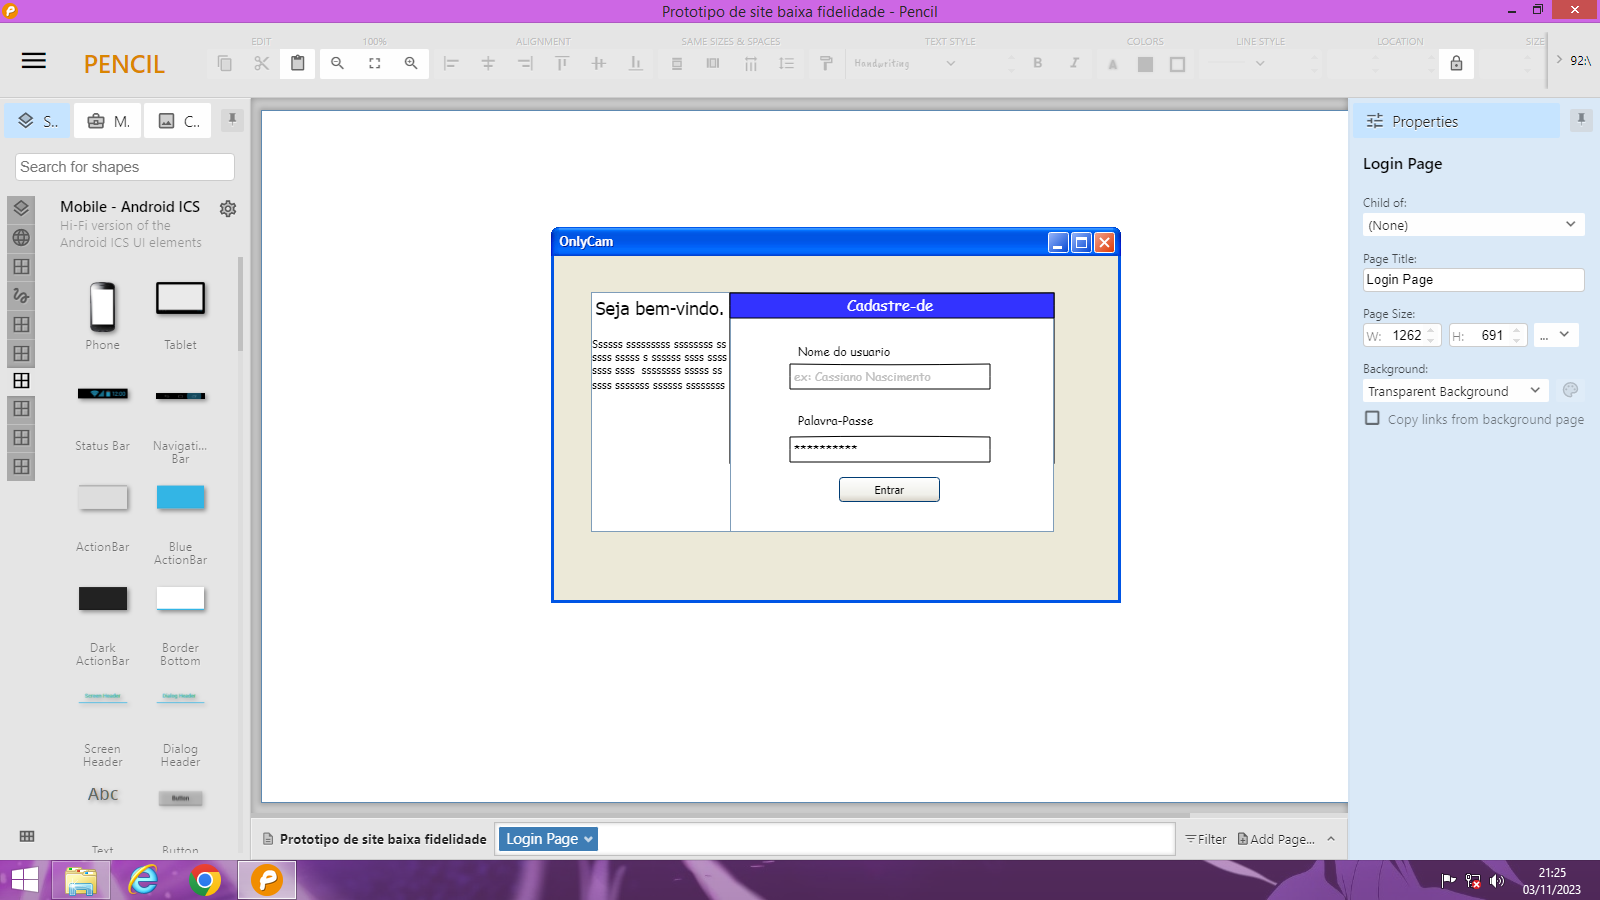 Prototipo de site baixa fidelidade - Pencil
PENCIL
EDIT
100%
ALIGNMENT
SAME SIZES & SPACES
TEXT STYLE
COLORS
LINE STYLE
LOCATION
SIZE
Handwriting
B
I
A
92:\
S..
M.
C..
Search for shapes
Mobile - Android ICS
Hi-Fi version of the
Android ICS UI elements
Phone
Tablet
Status Bar
Navigati...
Bar
ActionBar
Blue
ActionBar
Dark
ActionBar
Border
Bottom
Screen Header
Dialog Header
Screen
Header
Dialog
Header
Abc
Button
Text
Button
OnlyCam
Seja bem-vindo.
Ssssss sssssssss ssssssss ss
ssss sssss s ssssss ssss ssss
ssss ssss ssssssss sssss ss
ssss sssssss ssssss ssssssss
Cadastre-de
Nome do usuario
ex: Cassiano Nascimento
Palavra-Passe
**********
Entrar
Properties
Login Page
Child of:
(None)
Page Title:
Login Page
Page Size:
W: 1262
H: 691
...
Background:
Transparent Background
Copy links from background page
Prototipo de site baixa fidelidade
Login Page
Filter
Add Page...
21:25
03/11/2023